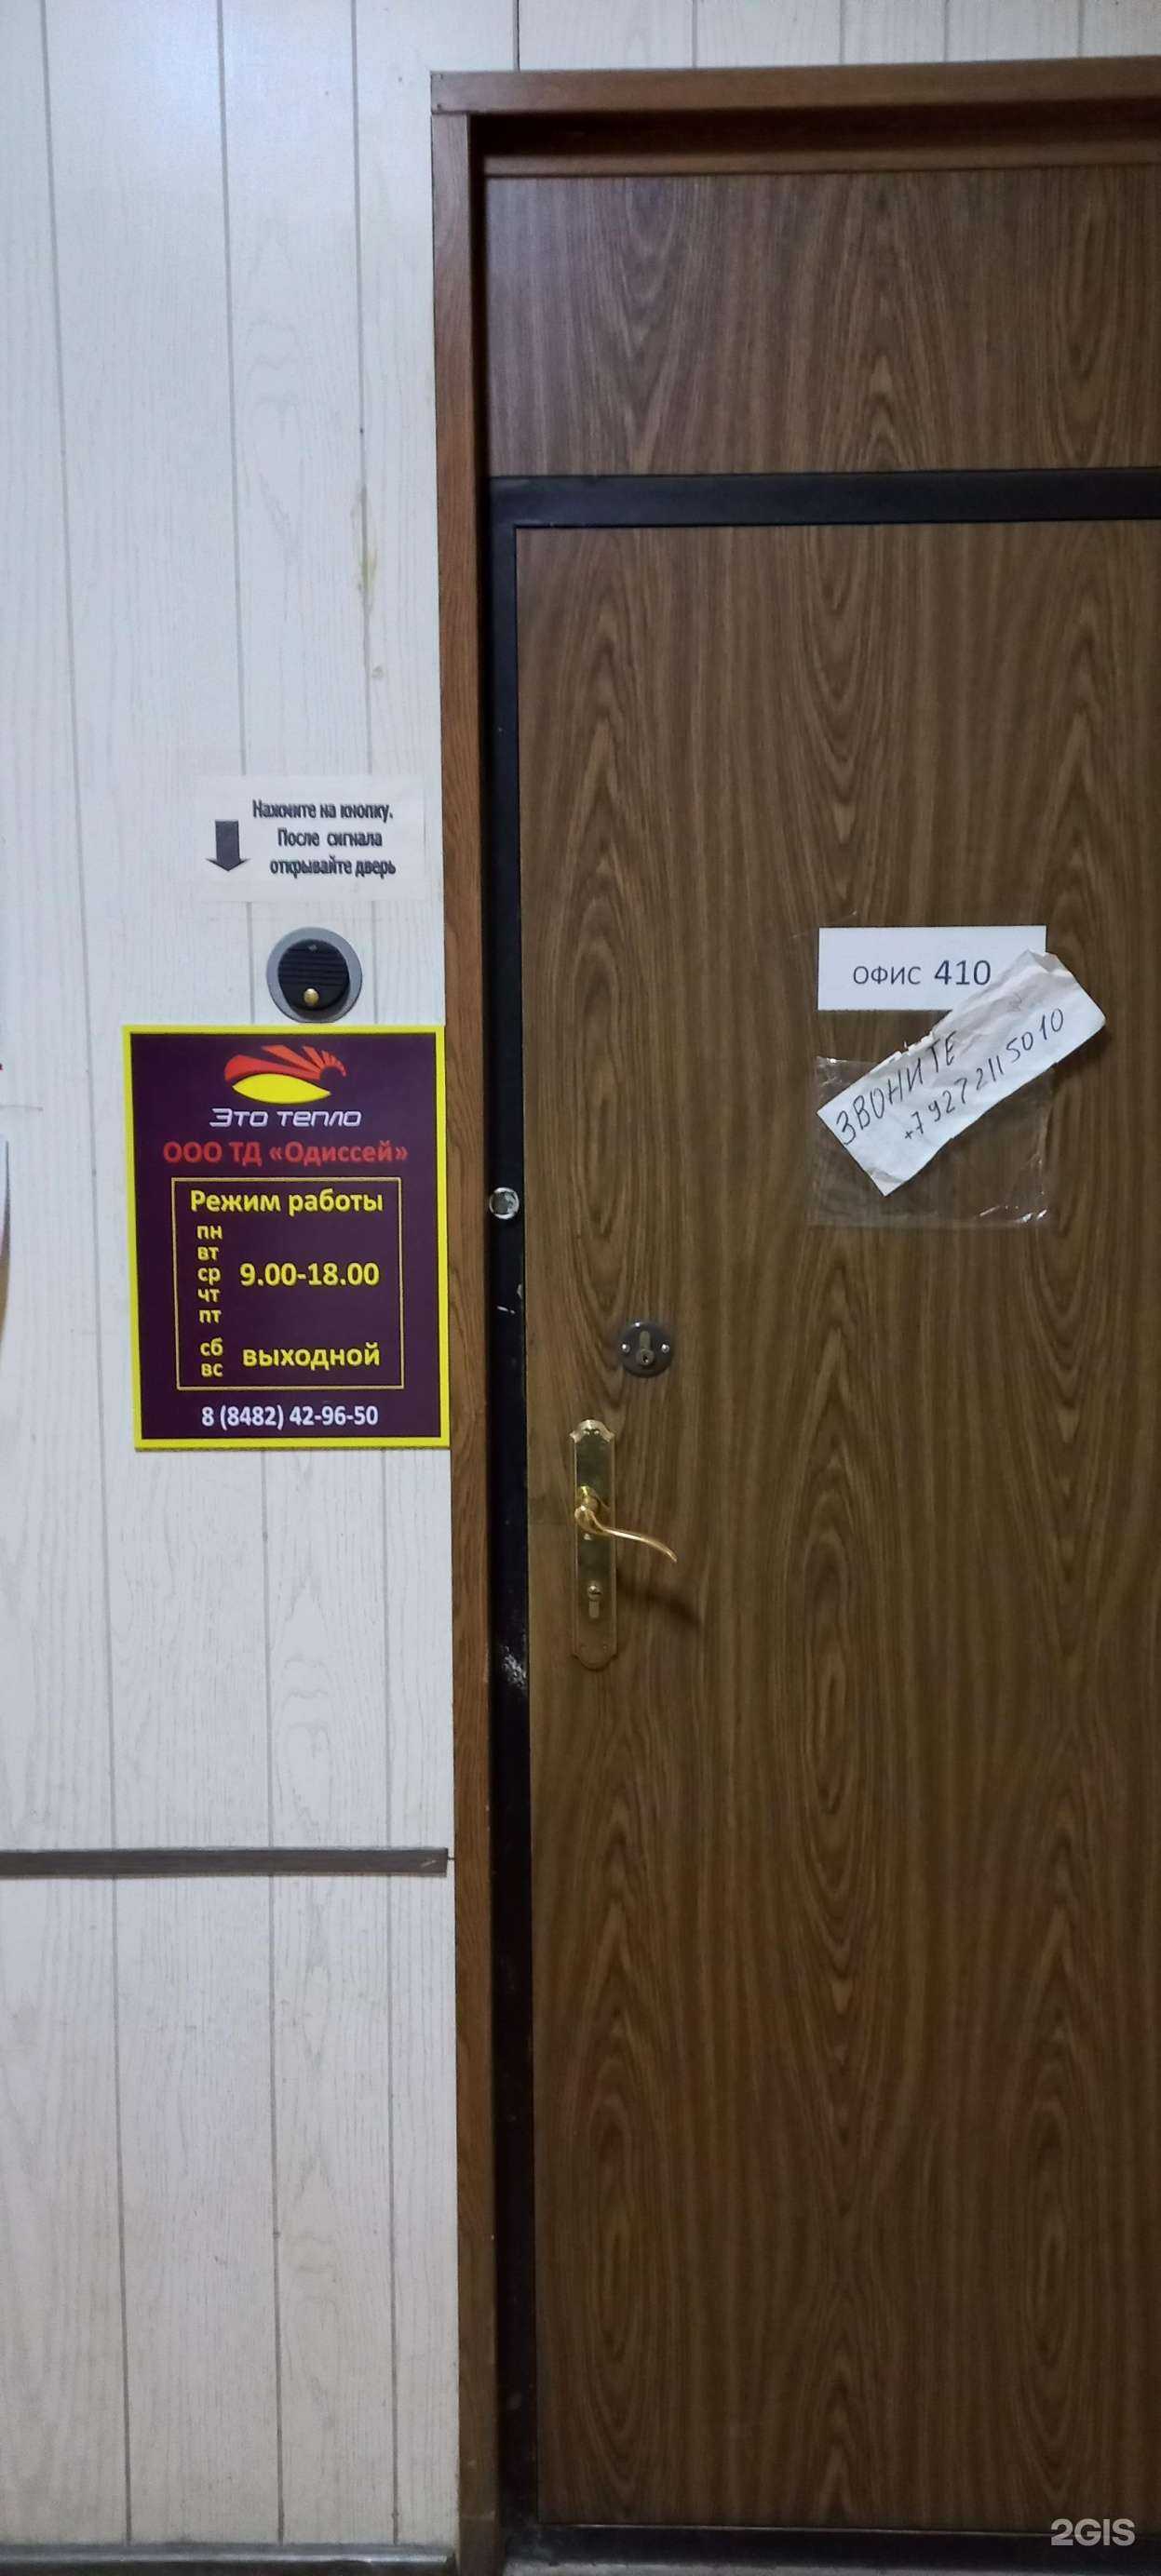 Нажмите на кнопку.
После сигнала
открывайте дверь
ОФИС 410
ЗВОНИТЕ
+79272115010
Это тепло
ООО ТД «Одиссей»
Режим работы
пн
вт
ср 9.00-18.00
чт
пт
сб
вс выходной
8 (8482) 42-96-50
2GIS